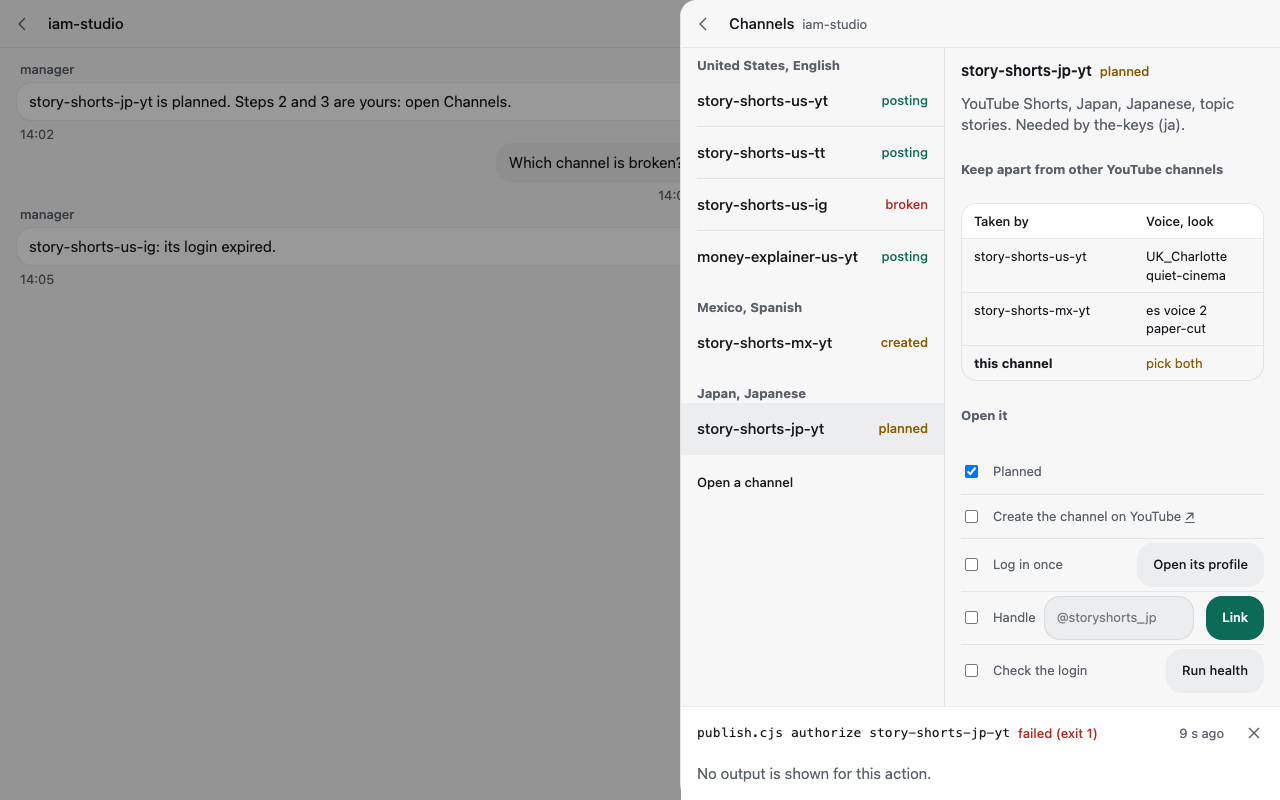 iam-studio
manager
story-shorts-jp-yt is planned. Steps 2 and 3 are yours: open Channels.
14:02
Which channel is broken?
14:0
manager
story-shorts-us-ig: its login expired.
14:05
Channels iam-studio
United States, English
story-shorts-us-yt posting
story-shorts-us-tt posting
story-shorts-us-ig broken
money-explainer-us-yt posting
Mexico, Spanish
story-shorts-mx-yt created
Japan, Japanese
story-shorts-jp-yt planned
Open a channel
story-shorts-jp-yt planned
YouTube Shorts, Japan, Japanese, topic
stories. Needed by the-keys (ja).
Keep apart from other YouTube channels
Taken by Voice, look
story-shorts-us-yt UK_Charlotte
quiet-cinema
story-shorts-mx-yt es voice 2
paper-cut
this channel pick both
Open it
Planned
Create the channel on YouTube ↗
Log in once Open its profile
Handle @storyshorts_jp Link
Check the login Run health
publish.cjs authorize story-shorts-jp-yt failed (exit 1) 9 s ago
No output is shown for this action.